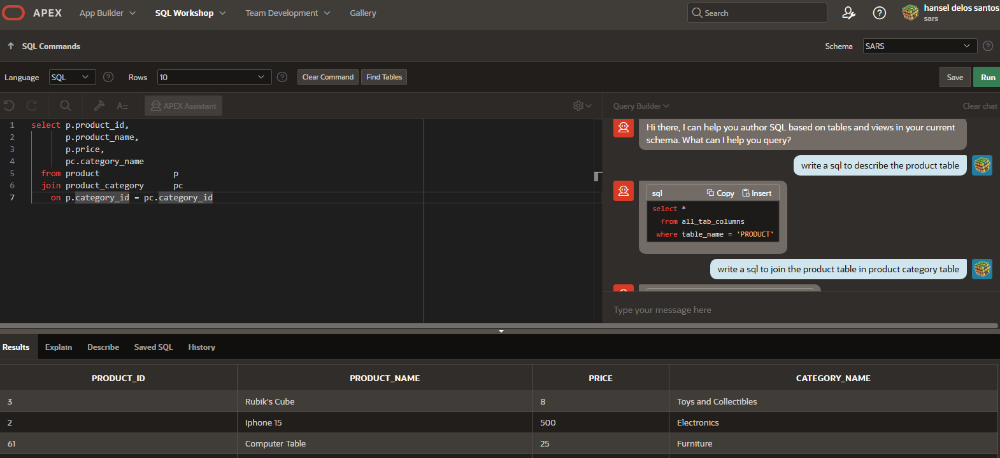 APEX App Builder SQL Workshop Team Development Gallery Search hansel delos santos
sars
SQL Commands Schema SARS
Language SQL Rows 10 Clear Command Find Tables Save Run
APEX Assistant Query Builder Clear chat
1 select p.product_id,
2 p.product_name,
3 p.price,
4 pc.category_name
5 from product p
6 join product_category pc
7 on p.category_id = pc.category_id
Hi there, I can help you author SQL based on tables and views in your current
schema. What can I help you query?
write a sql to describe the product table
sql Copy Insert
select *
from all_tab_columns
where table_name = 'PRODUCT'
write a sql to join the product table in product category table
Type your message here
Results Explain Describe Saved SQL History
PRODUCT_ID PRODUCT_NAME PRICE CATEGORY_NAME
3 Rubik's Cube 8 Toys and Collectibles
2 Iphone 15 500 Electronics
61 Computer Table 25 Furniture